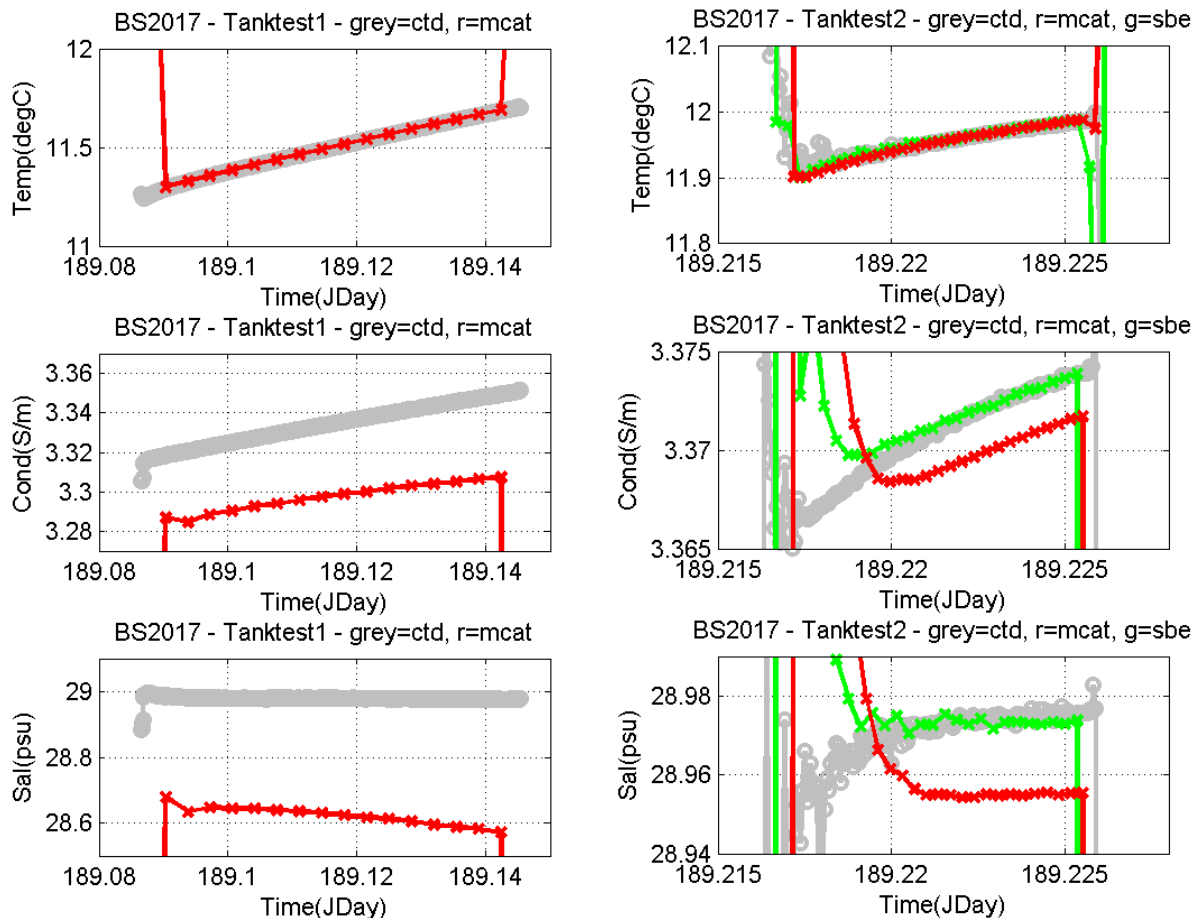 BS2017 - Tanktest1 - grey=ctd, r=mcat
12
11.5
11
Temp(degC)
189.08 189.1 189.12 189.14
Time(JDay)
BS2017 - Tanktest2 - grey=ctd, r=mcat, g=sbe
12.1
12
11.9
11.8
Temp(degC)
189.215 189.22 189.225
Time(JDay)
BS2017 - Tanktest1 - grey=ctd, r=mcat
3.36
3.34
3.32
3.3
3.28
Cond(S/m)
189.08 189.1 189.12 189.14
Time(JDay)
BS2017 - Tanktest2 - grey=ctd, r=mcat, g=sbe
3.375
3.37
3.365
Cond(S/m)
189.215 189.22 189.225
Time(JDay)
BS2017 - Tanktest1 - grey=ctd, r=mcat
29
28.8
28.6
Sal(psu)
189.08 189.1 189.12 189.14
Time(JDay)
BS2017 - Tanktest2 - grey=ctd, r=mcat, g=sbe
28.98
28.96
28.94
Sal(psu)
189.215 189.22 189.225
Time(JDay)